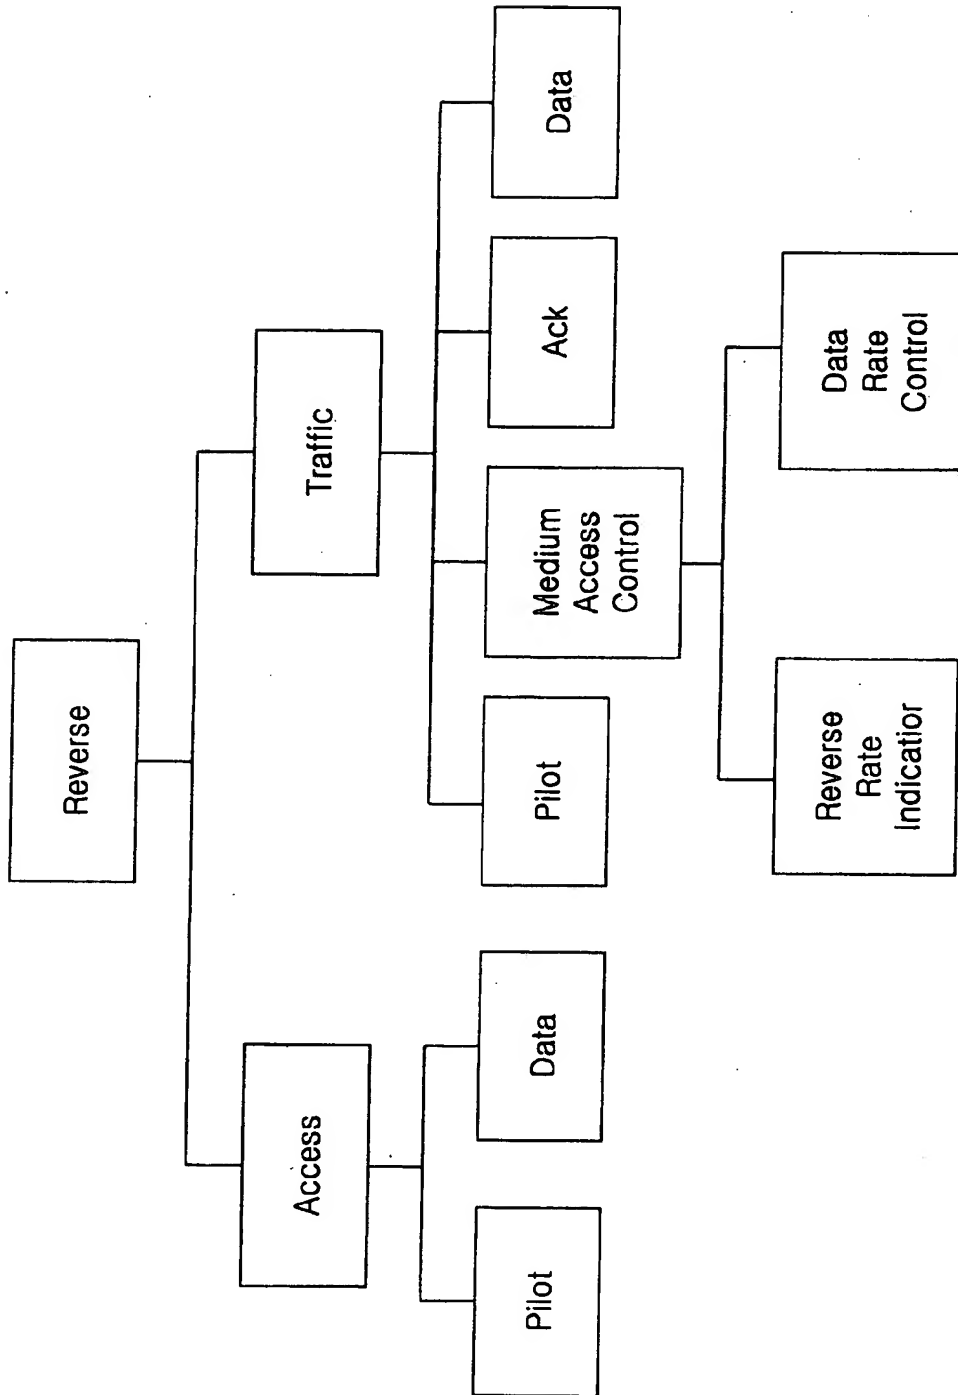 Reverse
Access
Traffic
Pilot
Data
Pilot
Medium
Access
Control
Ack
Data
Reverse
Rate
Indicatior
Data
Rate
Control